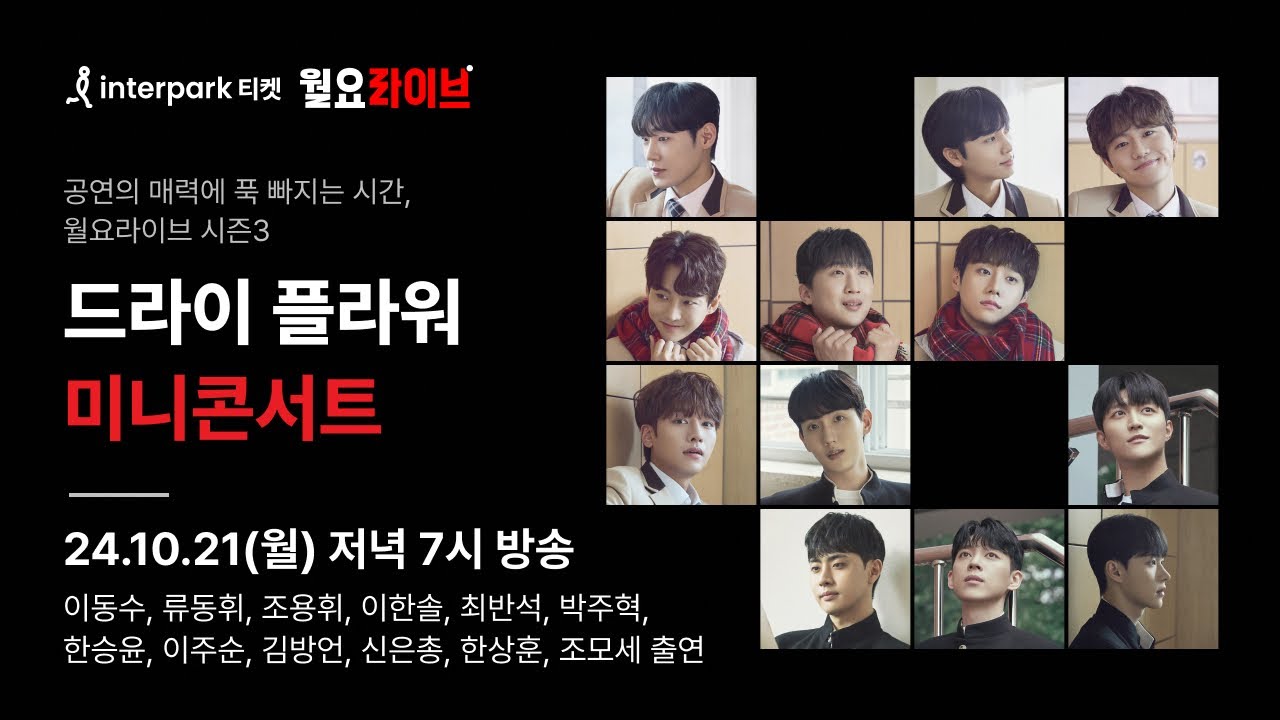 interpark 티켓 월요라이브
공연의 매력에 푹 빠지는 시간,
월요라이브 시즌3
드라이 플라워
미니콘서트
24.10.21(월) 저녁 7시 방송
이동수, 류동휘, 조용휘, 이한솔, 최반석, 박주혁,
한승윤, 이주순, 김방언, 신은총, 한상훈, 조모세 출연